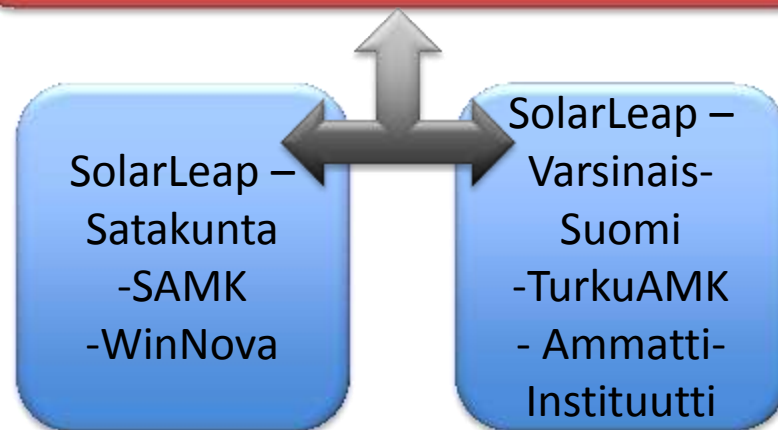 SolarLeap –
Satakunta
-SAMK
-WinNova
SolarLeap –
Varsinais-
Suomi
-TurkuAMK
- Ammatti-
Instituutti